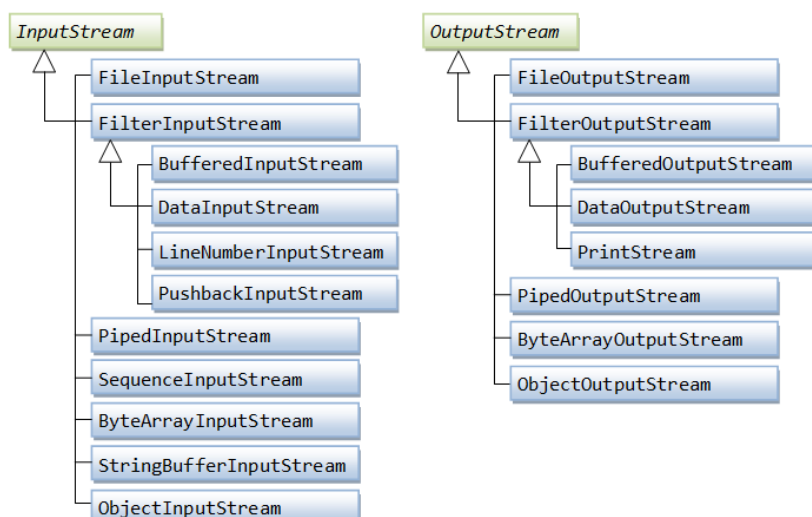 InputStream
FileInputStream
FilterInputStream
BufferedInputStream
DataInputStream
LineNumberInputStream
PushbackInputStream
PipedInputStream
SequenceInputStream
ByteArrayInputStream
StringBufferInputStream
ObjectInputStream
OutputStream
FileOutputStream
FilterOutputStream
BufferedOutputStream
DataOutputStream
PrintStream
PipedOutputStream
ByteArrayOutputStream
ObjectOutputStream